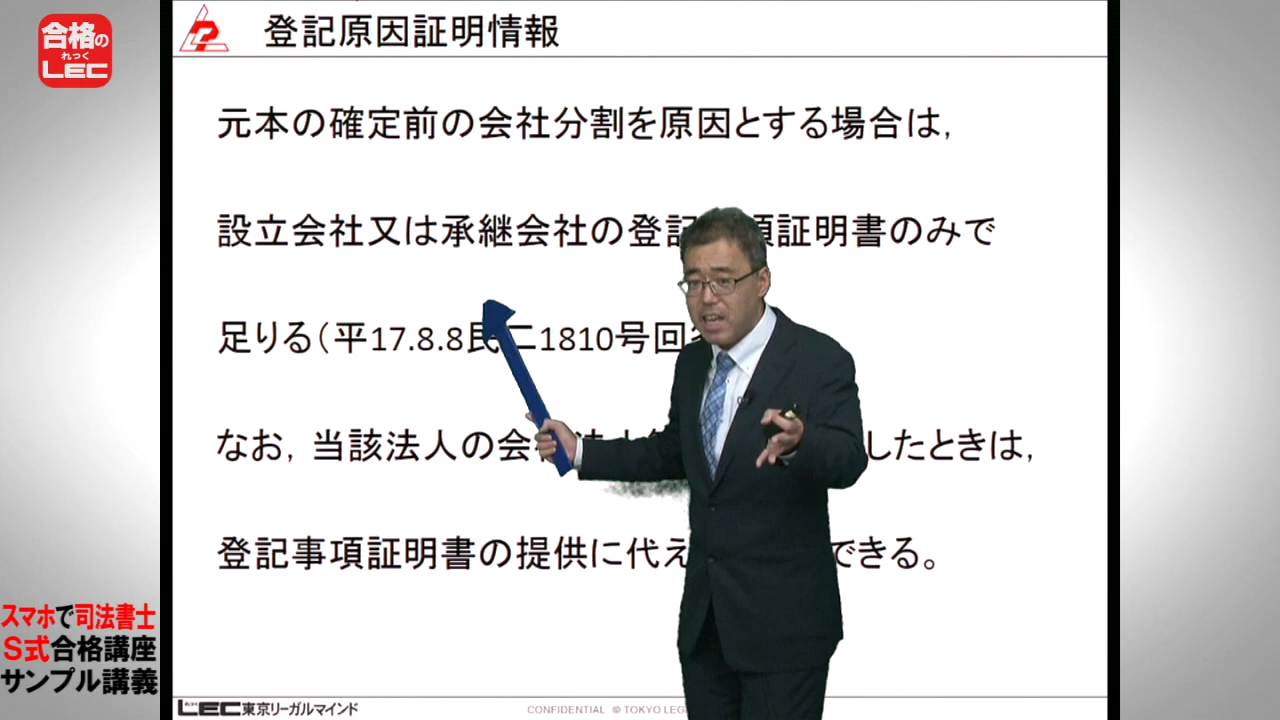 合格の
れっく
LEC
登記原因証明情報
元本の確定前の会社分割を原因とする場合は,
設立会社又は承継会社の登記 証明書のみで
足りる(平17.8.8民二1810号回
なお,当該法人の会 したときは,
登記事項証明書の提供に代え できる。
スマホで司法書士
S式合格講座
サンプル講義
れっく
LEC東京リーガルマインド
CONFIDENTIAL © TOKYO LEG